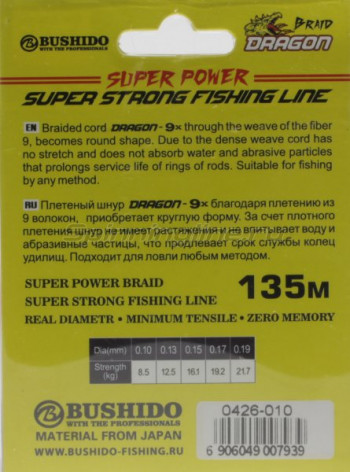 BUSHIDO
WITH THE PROFESSIONALS
BRAID
DRAGON
SUPER POWER
SUPER STRONG FISHING LINE
EN Braided cord DRAGON-9x through the weave of the fiber
9, becomes round shape. Due to the dense weave cord has
no stretch and does not absorb water and abrasive particles
that prolongs service life of rings of rods. Suitable for fishing
by any method.
RU Плетеный шнур DRAGON-9x благодаря плетению из
9 волокон, приобретает круглую форму. За счет плотного
плетения шнур не имеет растяжения и не впитывает воду и
абразивные частицы, что продлевает срок службы колец
удилищ. Подходит для ловли любым методом.
SUPER POWER BRAID
SUPER STRONG FISHING LINE
135м
REAL DIAMETR • MINIMUM TENSILE • ZERO MEMORY
Dia(mm) 0.10 0.13 0.15 0.17 0.19
Strength (kg) 8.5 12.5 16.1 19.2 21.7
BUSHIDO
WITH THE PROFESSIONALS
MATERIAL FROM JAPAN
WWW.BUSHIDO-FISHING.COM
0426-010
6 906049 007939